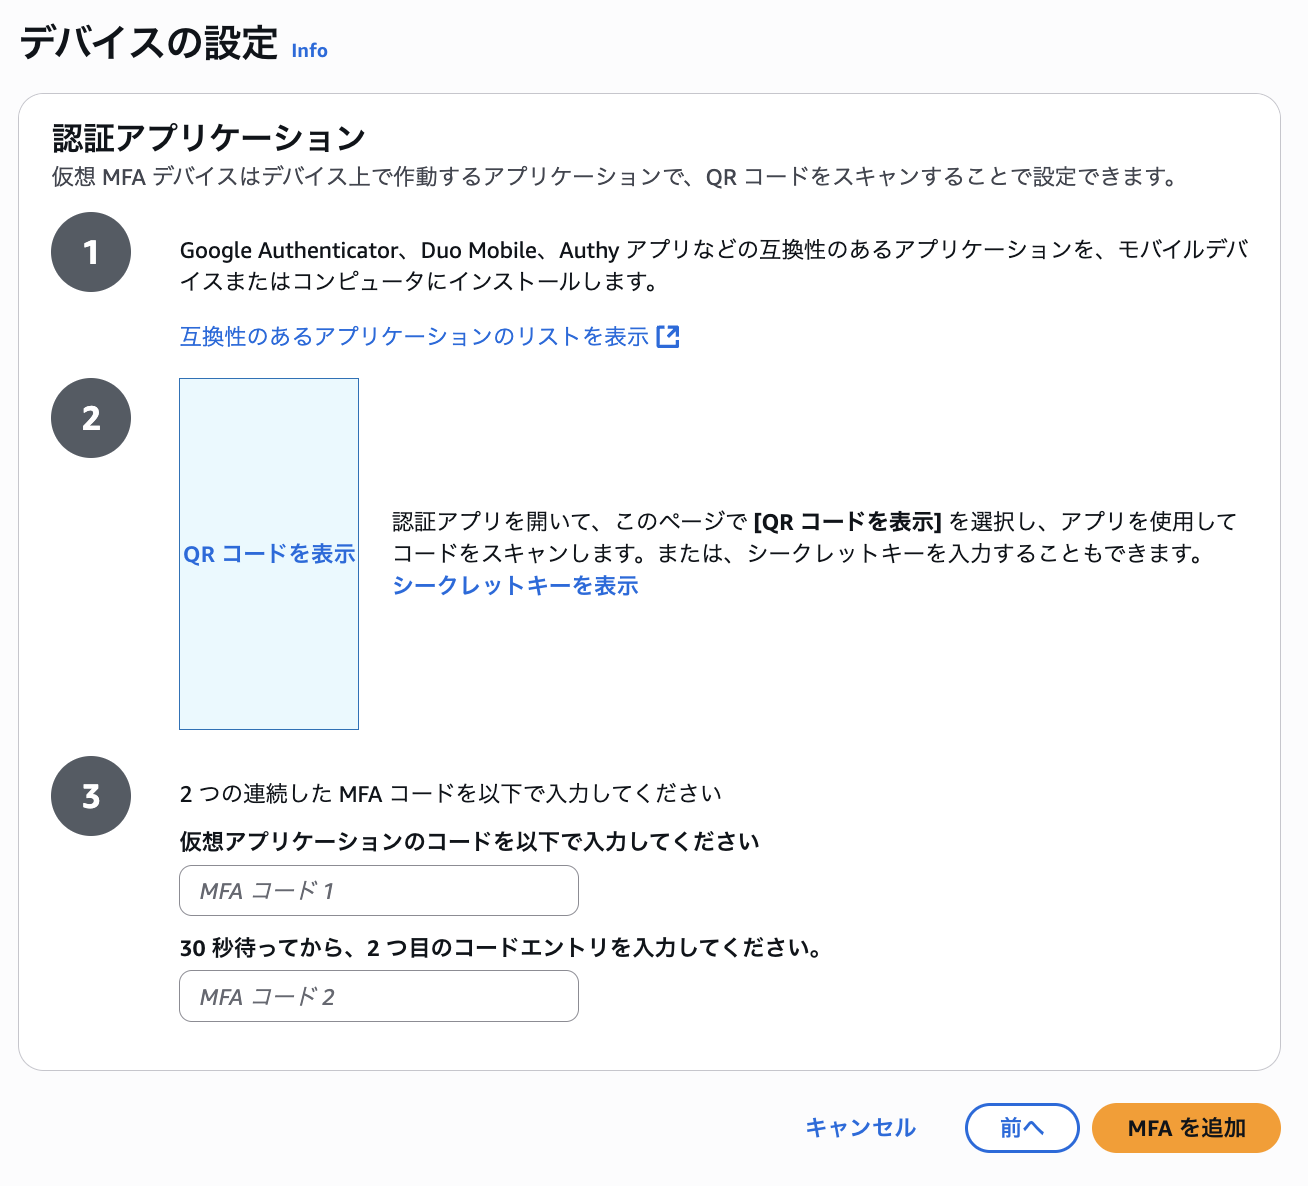 デバイスの設定 Info
認証アプリケーション
仮想 MFA デバイスはデバイス上で作動するアプリケーションで、QR コードをスキャンすることで設定できます。
1
Google Authenticator、Duo Mobile、Authy アプリなどの互換性のあるアプリケーションを、モバイルデバ
イスまたはコンピュータにインストールします。
互換性のあるアプリケーションのリストを表示
2
QR コードを表示
認証アプリを開いて、このページで [QR コードを表示] を選択し、アプリを使用して
コードをスキャンします。または、シークレットキーを入力することもできます。
シークレットキーを表示
3
2 つの連続した MFA コードを以下で入力してください
仮想アプリケーションのコードを以下で入力してください
MFA コード 1
30 秒待ってから、2 つ目のコードエントリを入力してください。
MFA コード 2
キャンセル
前へ
MFA を追加